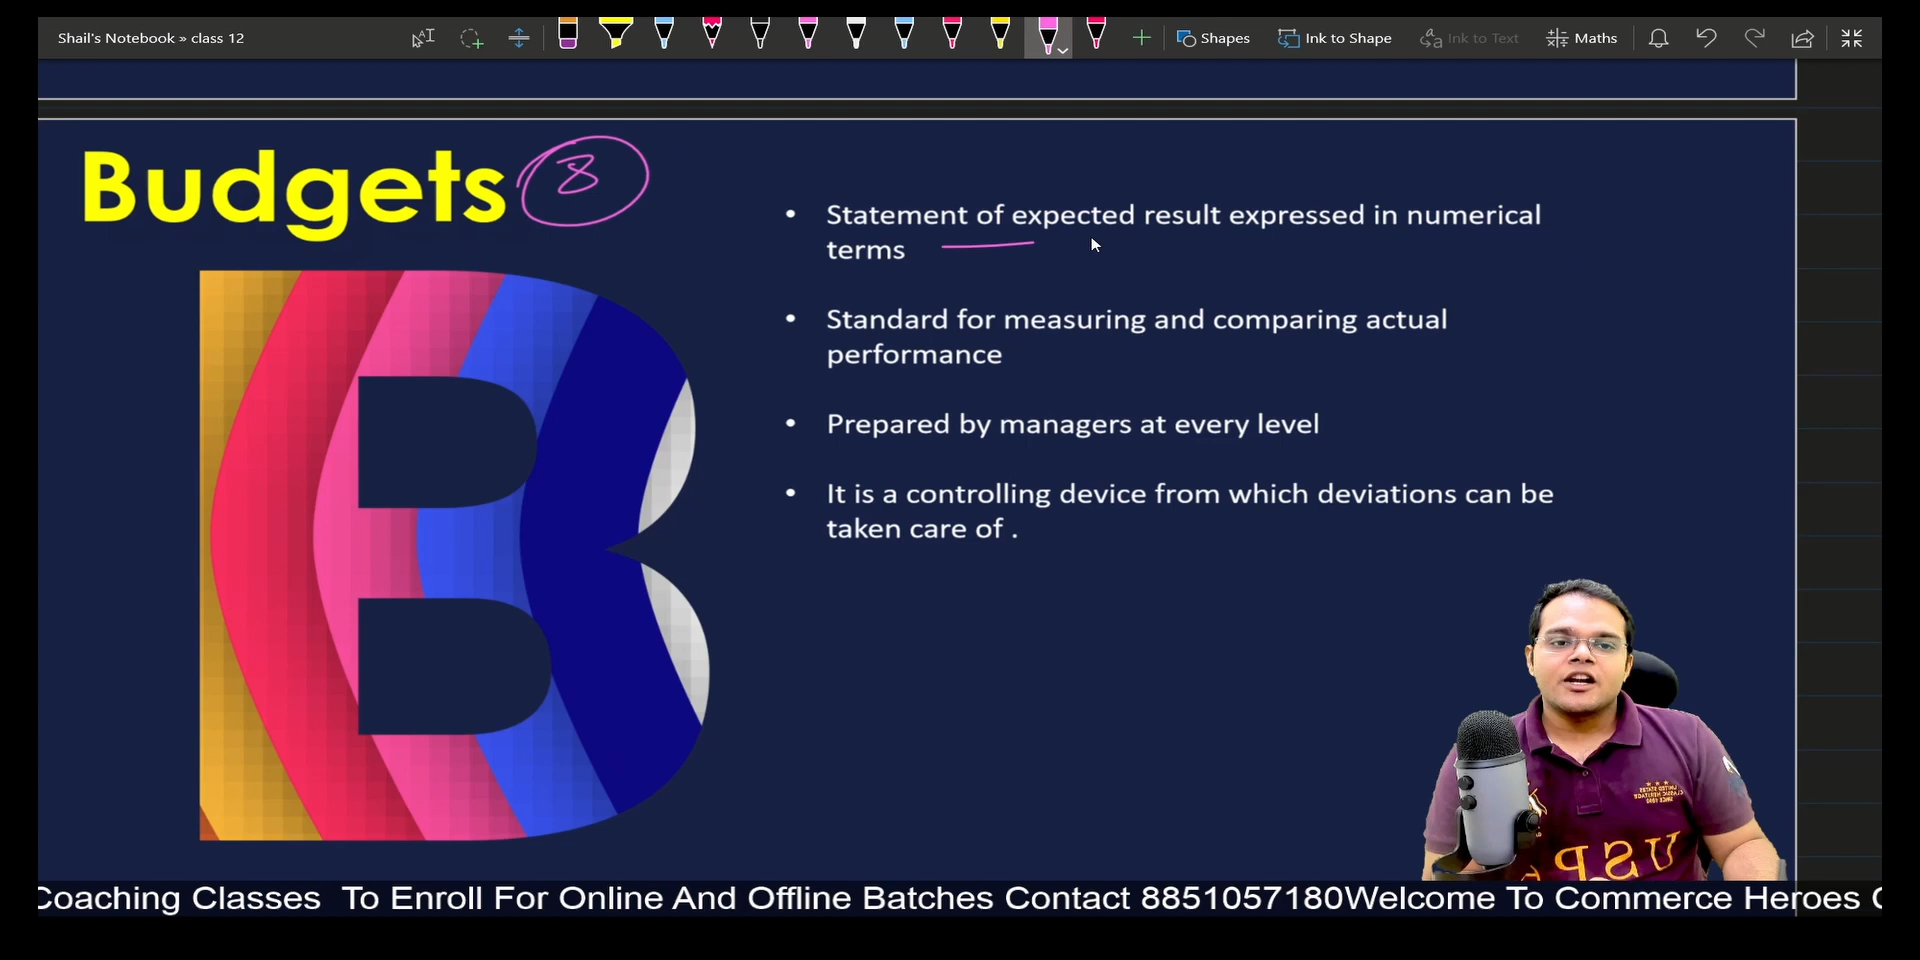 Shail's Notebook » class 12
Shapes
Ink to Shape
Ink to Text
Maths
Budgets 8
• Statement of expected result expressed in numerical
terms
• Standard for measuring and comparing actual
performance
• Prepared by managers at every level
• It is a controlling device from which deviations can be
taken care of .
B
Coaching Classes To Enroll For Online And Offline Batches Contact 8851057180Welcome To Commerce Heroes C